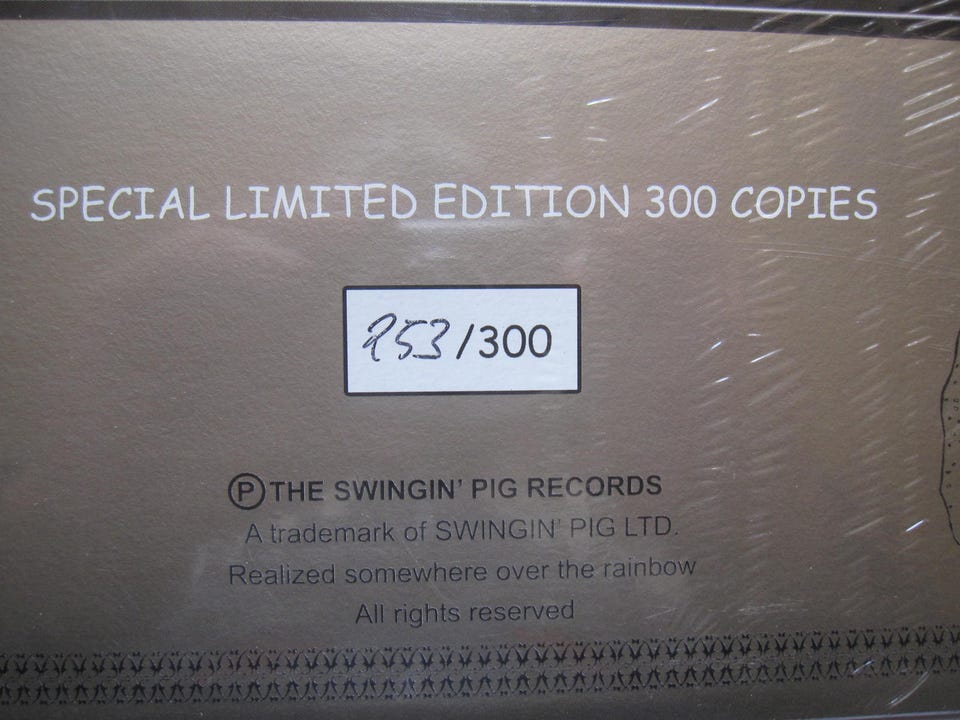 SPECIAL LIMITED EDITION 300 COPIES
253/300
Ⓟ THE SWINGIN' PIG RECORDS
A trademark of SWINGIN' PIG LTD.
Realized somewhere over the rainbow
All rights reserved